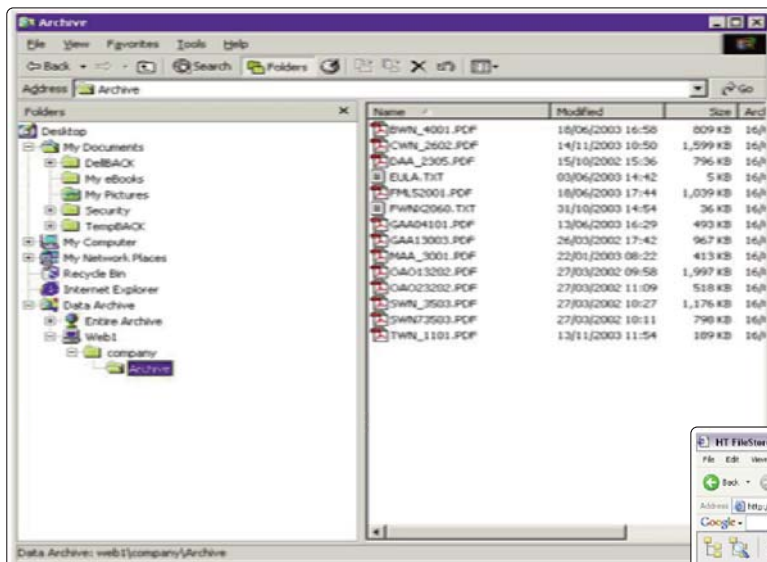 Archive
File View Favorites Tools Help
Back Search Folders
Address Archive Go
Folders
Desktop
My Documents
DellBACK
My eBooks
My Pictures
Security
TempBACK
My Computer
My Network Places
Recycle Bin
Internet Explorer
Data Archive
Entire Archive
Web1
company
Archive
Name Modified Size
BWN_4001.PDF 18/06/2003 16:58 809 KB
CWN_2602.PDF 14/11/2003 10:50 1,599 KB
DAA_2305.PDF 15/10/2002 15:36 796 KB
EULA.TXT 03/06/2003 14:42 5 KB
FMLS2001.PDF 18/06/2003 17:44 1,039 KB
31/10/2003 14:54 36 KB
GAA04101.PDF 13/06/2003 16:29 493 KB
GAA13003.PDF 26/03/2002 17:42 967 KB
MAA_3001.PDF 22/01/2003 08:22 413 KB
OAO13202.PDF 27/03/2002 09:58 1,997 KB
OAO23202.PDF 27/03/2002 11:09 518 KB
SWN_3503.PDF 27/03/2002 10:27 1,176 KB
SWN73503.PDF 27/03/2002 10:11 798 KB
TWN_1101.PDF 13/11/2003 11:54 189 KB
Data Archive: web1\company\Archive
HT FileStor
File Edit View
Back
Address http:/
Google